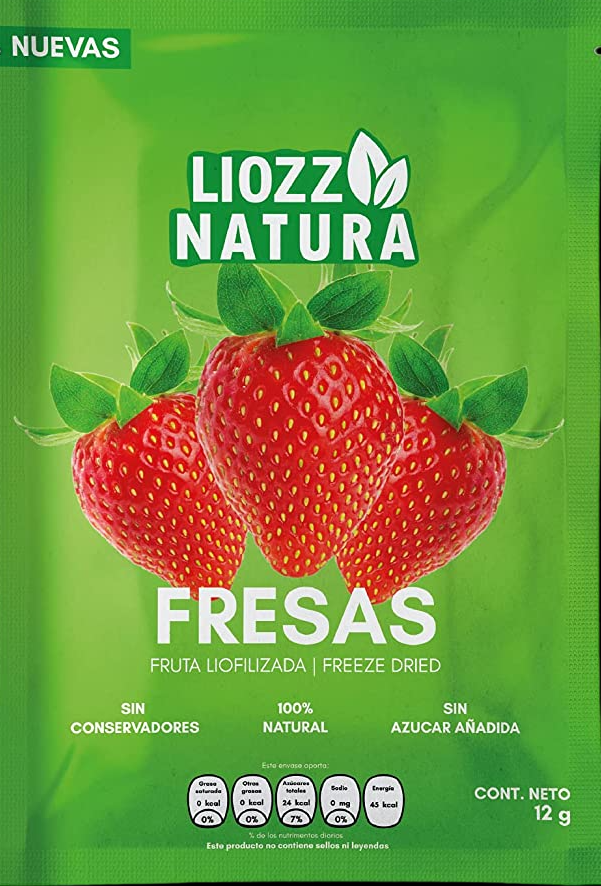 NUEVAS
LIOZZ
NATURA
FRESAS
FRUTA LIOFILIZADA | FREEZE DRIED
SIN
CONSERVADORES
100%
NATURAL
SIN
AZUCAR AÑADIDA
Este envase aporta:
Grasa
saturada
0 kcal
0%
Otras
grasas
0 kcal
0%
Azúcares
totales
24 kcal
7%
Sodio
0 mg
0%
Energía
45 kcal
% de los nutrimentos diarios
Este producto no contiene sellos ni leyendas
CONT. NETO
12 g